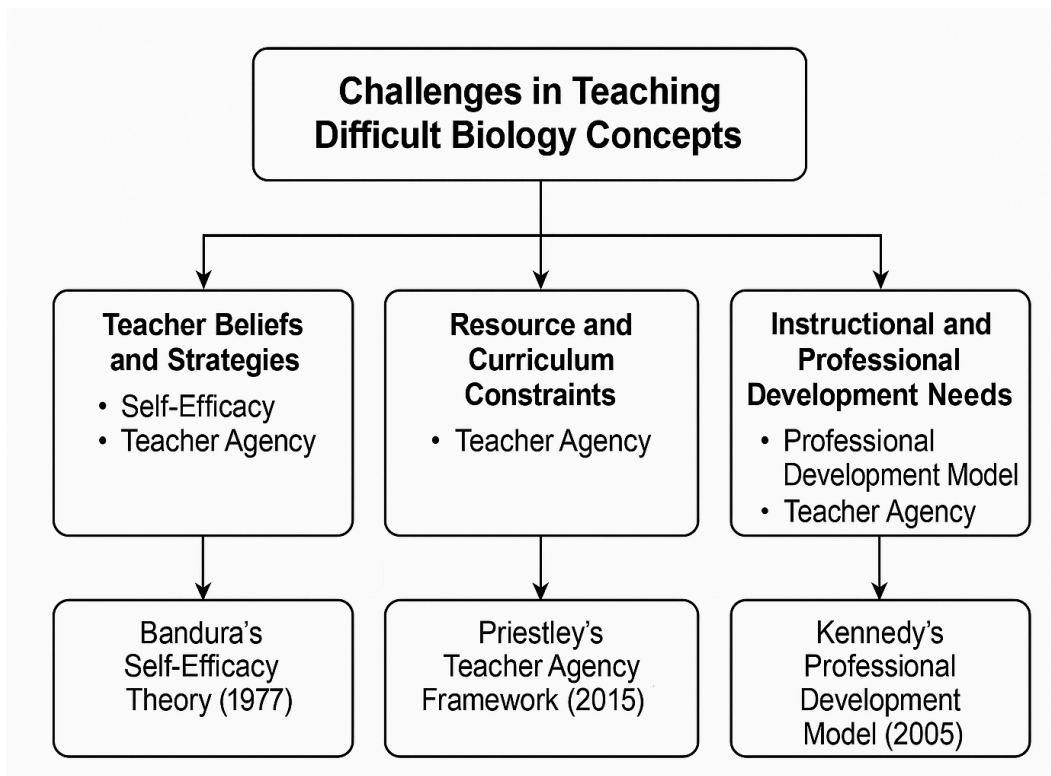 Challenges in Teaching
Difficult Biology Concepts
Teacher Beliefs
and Strategies
• Self-Efficacy
• Teacher Agency
Resource and
Curriculum
Constraints
• Teacher Agency
Instructional and
Professional
Development Needs
• Professional
Development Model
• Teacher Agency
Bandura’s
Self-Efficacy
Theory (1977)
Priestley’s
Teacher Agency
Framework (2015)
Kennedy’s
Professional
Development
Model (2005)